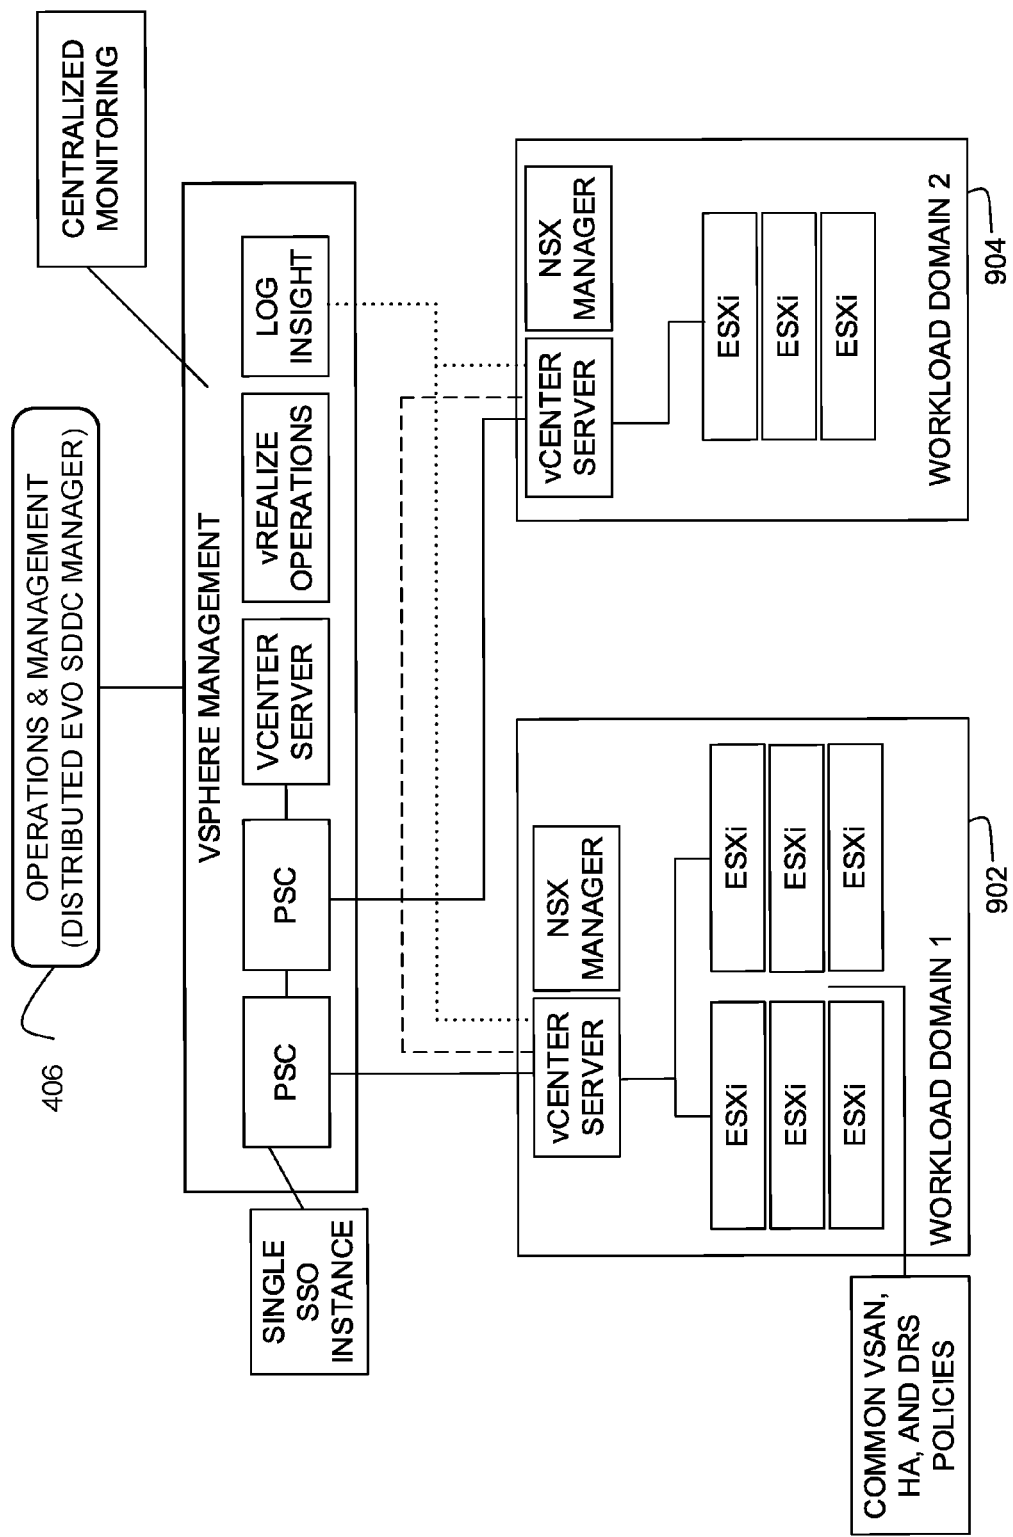 406
OPERATIONS & MANAGEMENT
(DISTRIBUTED EVO SDDC MANAGER)
CENTRALIZED
MONITORING
VSPHERE MANAGEMENT
SINGLE
SSO
INSTANCE
PSC
PSC
VCENTER
SERVER
vREALIZE
OPERATIONS
LOG
INSIGHT
vCENTER
SERVER
NSX
MANAGER
ESXi
ESXi
ESXi
ESXi
ESXi
ESXi
WORKLOAD DOMAIN 1
902
COMMON VSAN,
HA, AND DRS
POLICIES
vCENTER
SERVER
NSX
MANAGER
ESXi
ESXi
ESXi
WORKLOAD DOMAIN 2
904